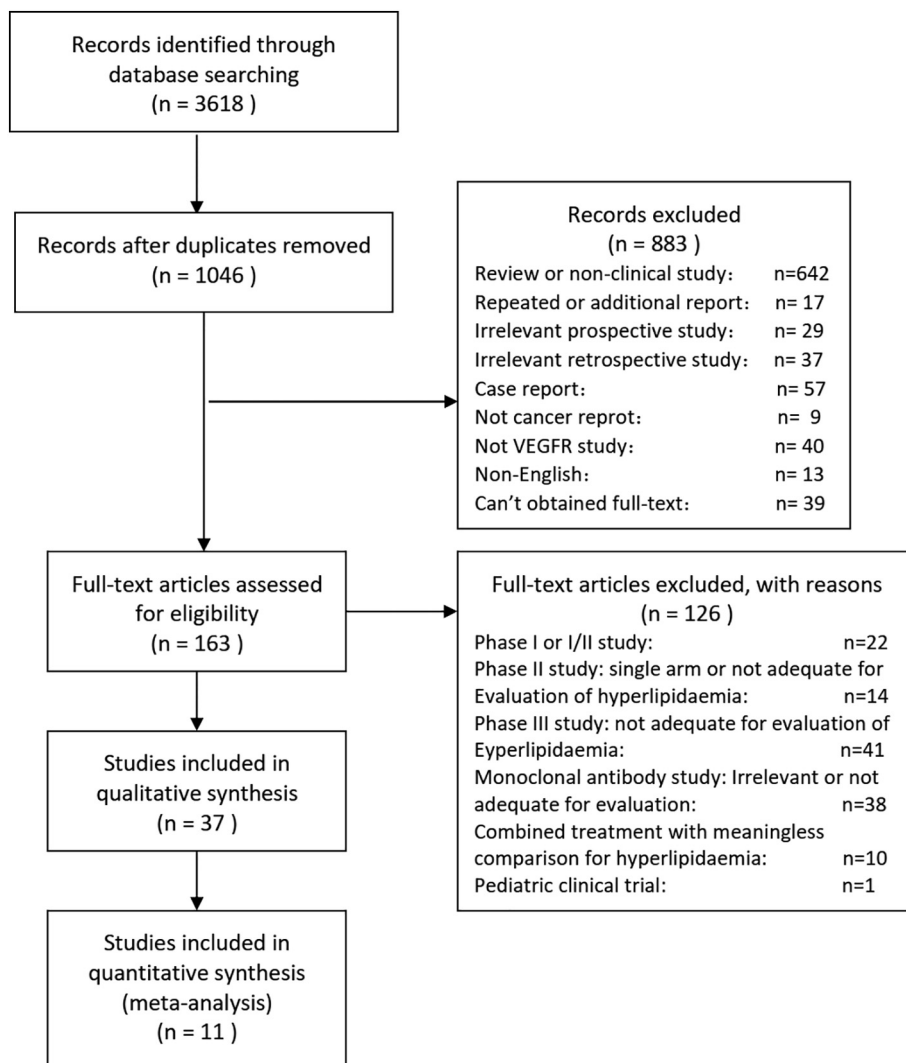 Records identified through
database searching
(n = 3618 )
Records after duplicates removed
(n = 1046 )
Records excluded
(n = 883 )
Review or non-clinical study： n=642
Repeated or additional report： n= 17
Irrelevant prospective study： n= 29
Irrelevant retrospective study： n= 37
Case report： n= 57
Not cancer reprot： n= 9
Not VEGFR study： n= 40
Non-English： n= 13
Can’t obtained full-text： n= 39
Full-text articles assessed
for eligibility
(n = 163 )
Full-text articles excluded, with reasons
(n = 126 )
Phase I or I/II study: n=22
Phase II study: single arm or not adequate for
Evaluation of hyperlipidaemia: n=14
Phase III study: not adequate for evaluation of
Eyperlipidaemia: n=41
Monoclonal antibody study: Irrelevant or not
adequate for evaluation: n=38
Combined treatment with meaningless
comparison for hyperlipidaemia: n=10
Pediatric clinical trial: n=1
Studies included in
qualitative synthesis
(n = 37 )
Studies included in
quantitative synthesis
(meta-analysis)
(n = 11 )